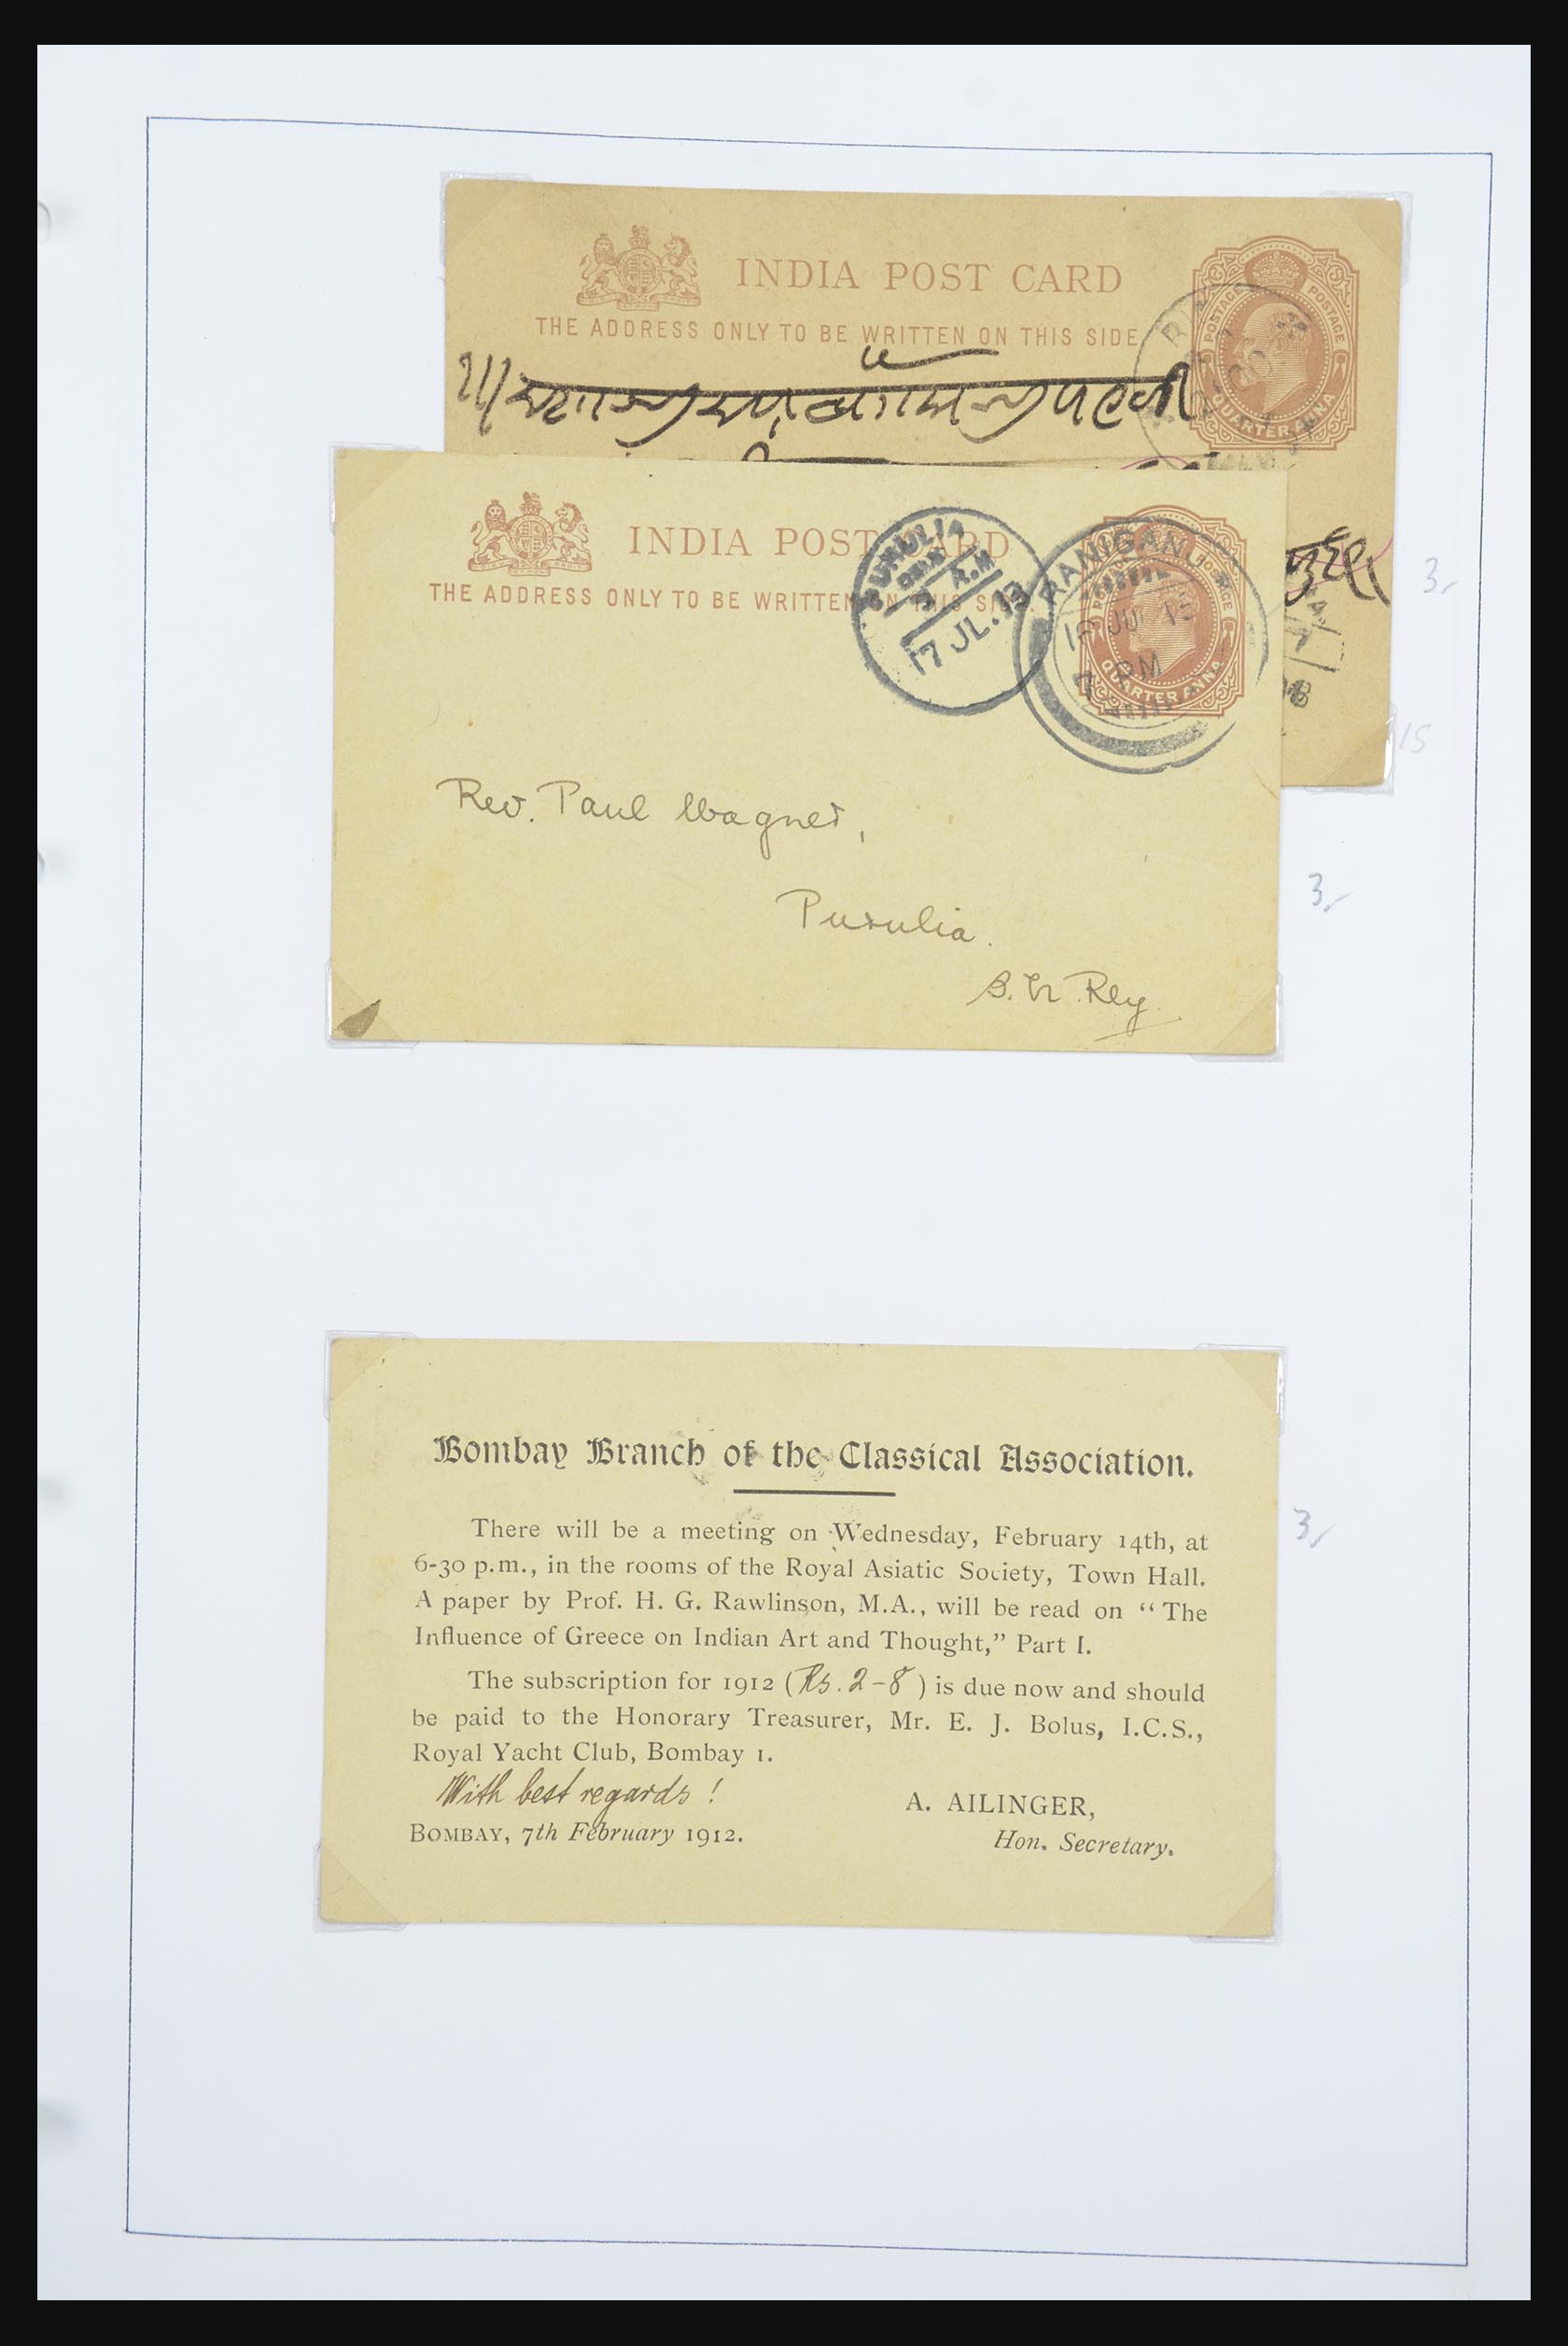 INDIA POST CARD
THE ADDRESS ONLY TO BE WRITTEN ON THIS SIDE
POSTAGE POSTAGE
QUARTER ANNA
3-
15
INDIA POST CARD
THE ADDRESS ONLY TO BE WRITTEN ON THIS SIDE.
A.M
17 JL. 13
RANIGAN
7 PM
QUARTER ANNA
Rev. Paul Wagner,
Purulia.
B. N. Rly
3-
Bombay Branch of the Classical Association.
There will be a meeting on Wednesday, February 14th, at
6-30 p.m., in the rooms of the Royal Asiatic Society, Town Hall.
A paper by Prof. H. G. Rawlinson, M.A., will be read on “The
Influence of Greece on Indian Art and Thought,” Part I.
The subscription for 1912 (Rs. 2-8) is due now and should
be paid to the Honorary Treasurer, Mr. E. J. Bolus, I.C.S.,
Royal Yacht Club, Bombay 1.
With best regards !
A. AILINGER,
BOMBAY, 7th February 1912.
Hon. Secretary.
3-